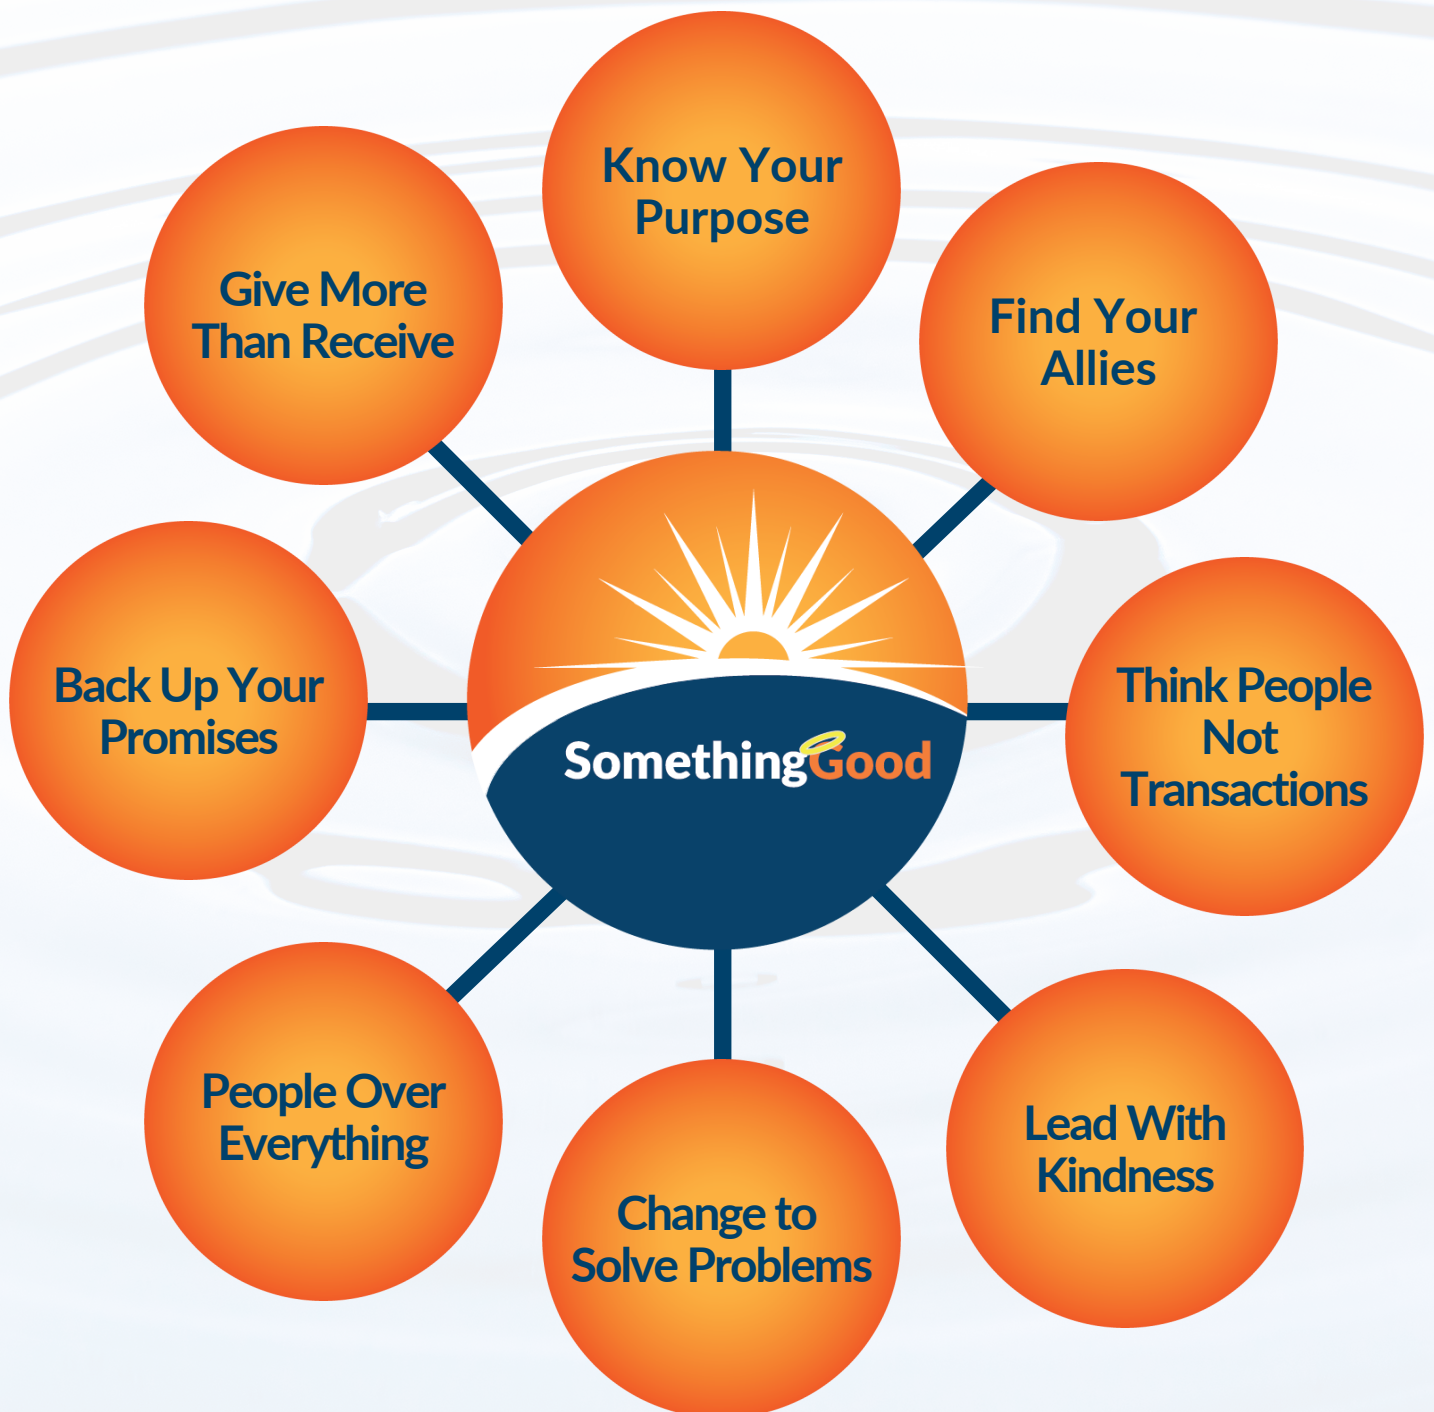 Know Your
Purpose
Find Your
Allies
Think People
Not
Transactions
Lead With
Kindness
Change to
Solve Problems
People Over
Everything
Back Up Your
Promises
Give More
Than Receive
SomethingGood